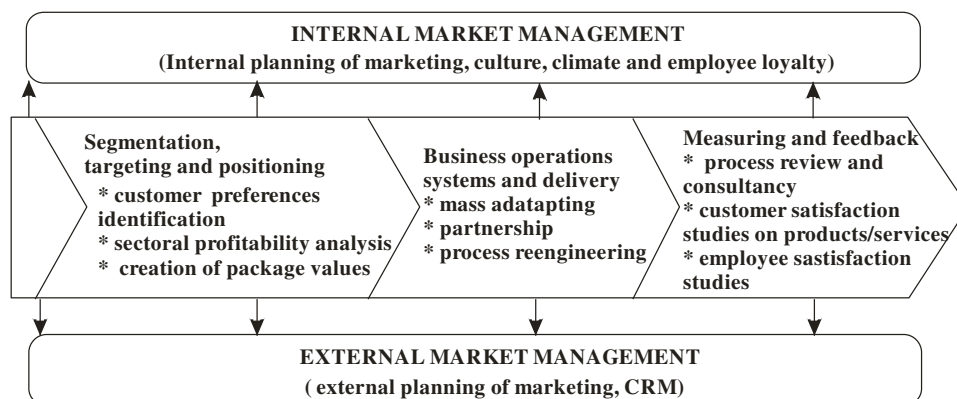 INTERNAL MARKET MANAGEMENT
(Internal planning of marketing, culture, climate and employee loyalty)
Segmentation,
targeting and positioning
* customer preferences
identification
* sectoral profitability analysis
* creation of package values
Business operations
systems and delivery
* mass adatapting
* partnership
* process reengineering
Measuring and feedback
* process review and
consultancy
* customer satisfaction
studies on products/services
* employee sastisfaction
studies
EXTERNAL MARKET MANAGEMENT
( external planning of marketing, CRM)